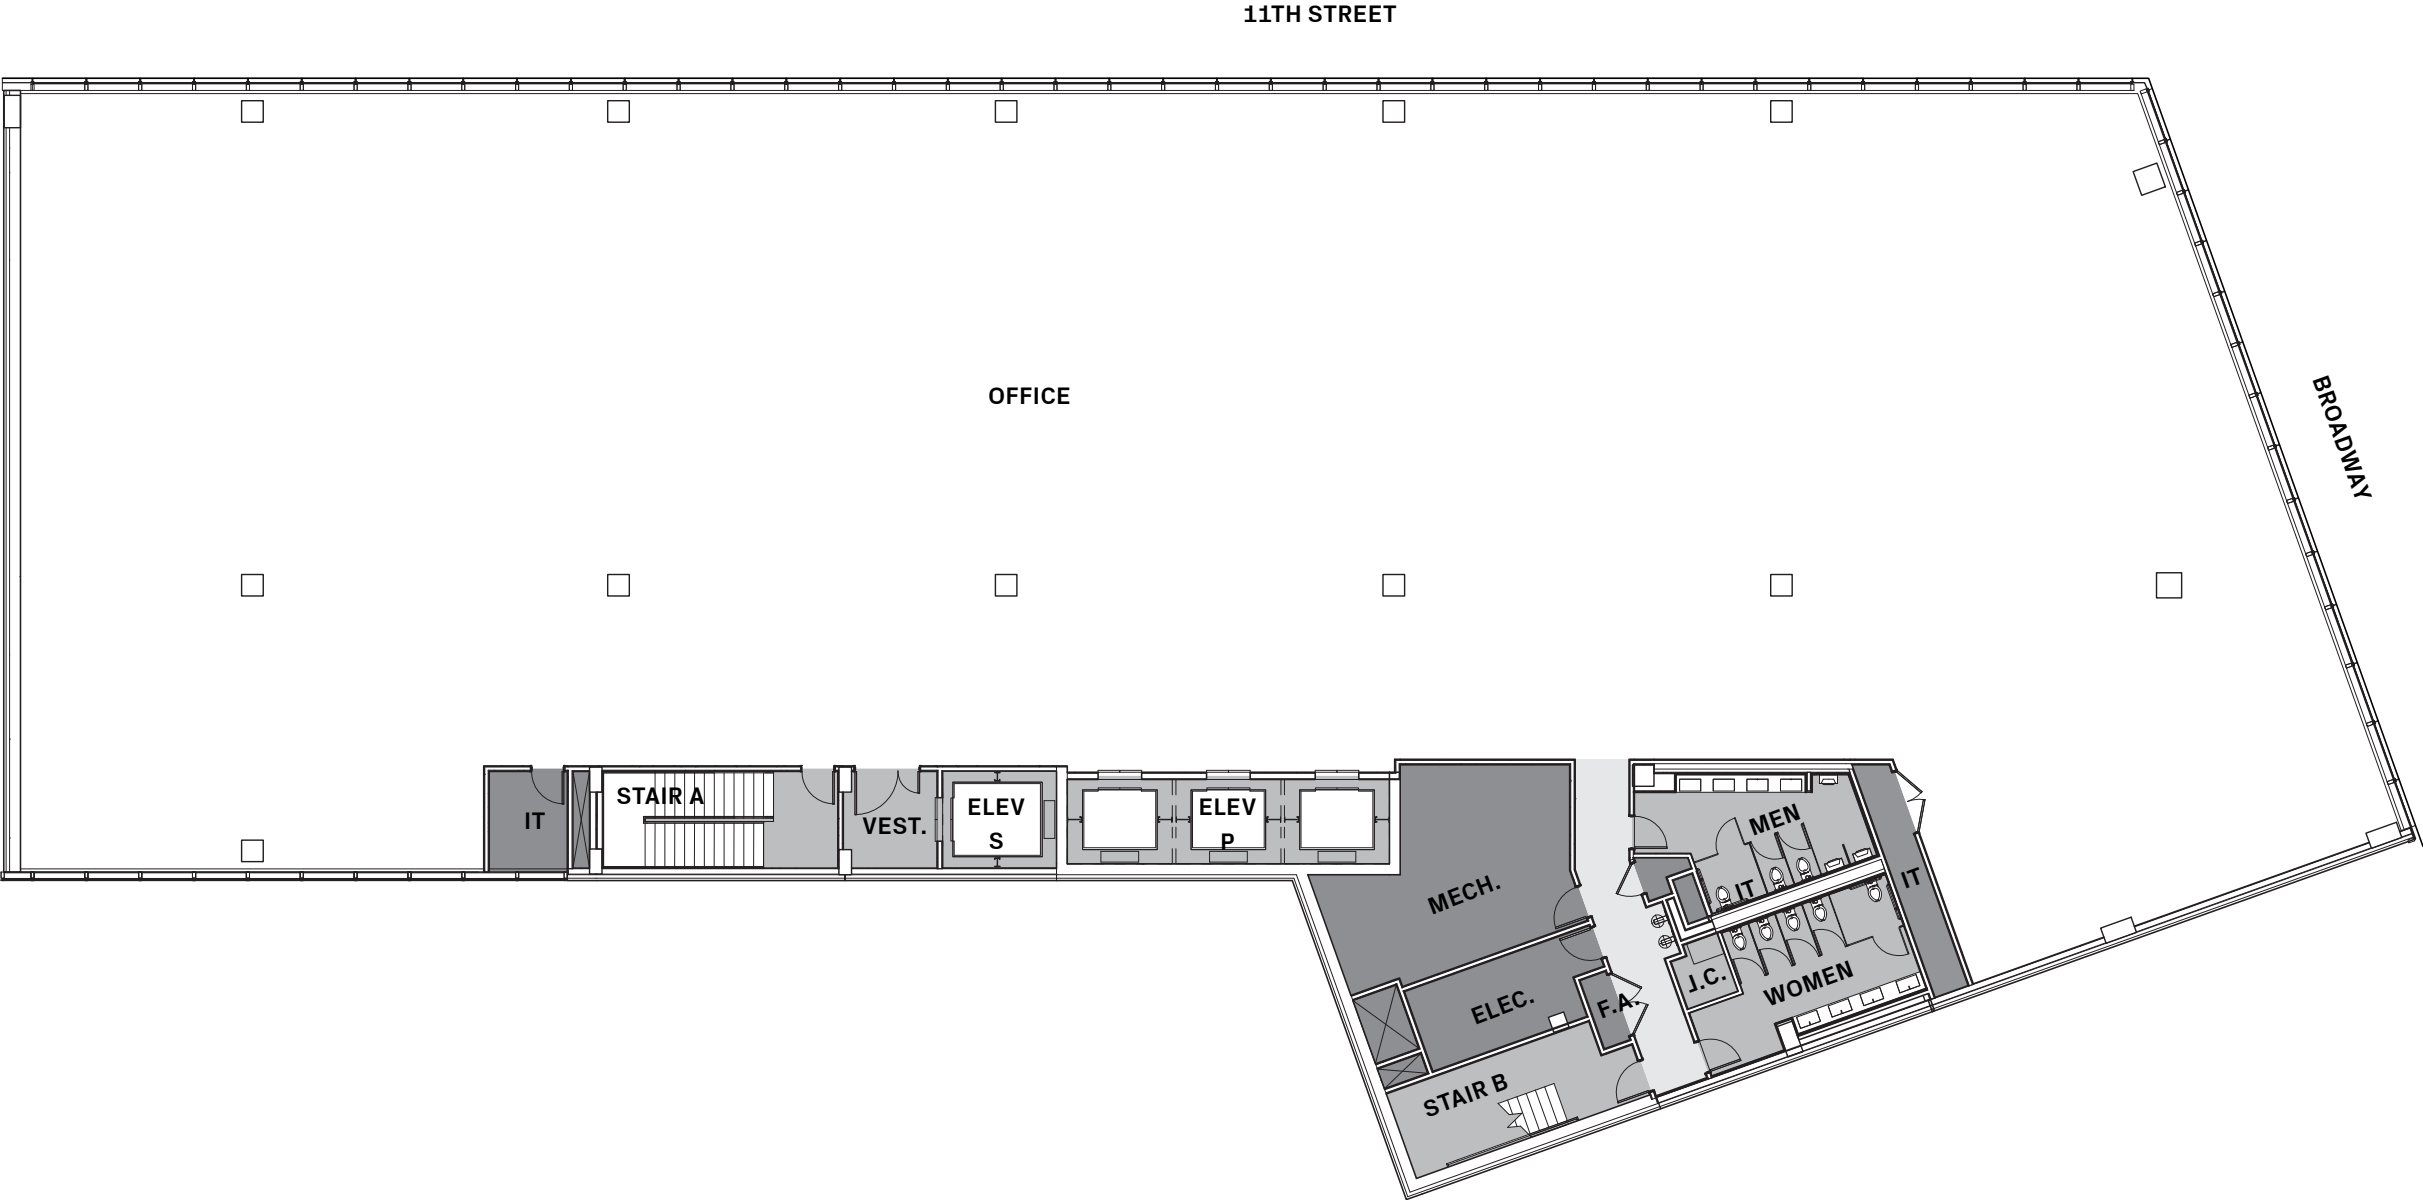 11TH STREET
OFFICE
BROADWAY
IT
STAIR A
VEST.
ELEV
S
ELEV
P
MECH.
MEN
IT
IT
ELEC.
F.A.
J.C.
WOMEN
STAIR B